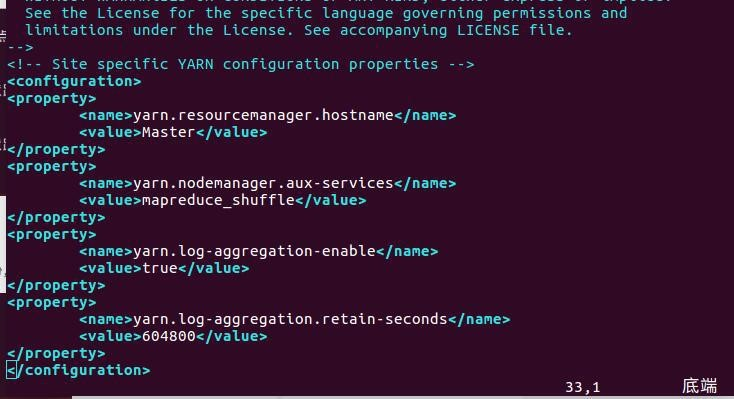 See the License for the specific language governing permissions and
limitations under the License. See accompanying LICENSE file.
-->
<!-- Site specific YARN configuration properties -->
<configuration>
<property>
<name>yarn.resourcemanager.hostname</name>
<value>Master</value>
</property>
<property>
<name>yarn.nodemanager.aux-services</name>
<value>mapreduce_shuffle</value>
</property>
<property>
<name>yarn.log-aggregation-enable</name>
<value>true</value>
</property>
<property>
<name>yarn.log-aggregation.retain-seconds</name>
<value>604800</value>
</property>
</configuration>
33,1 底端